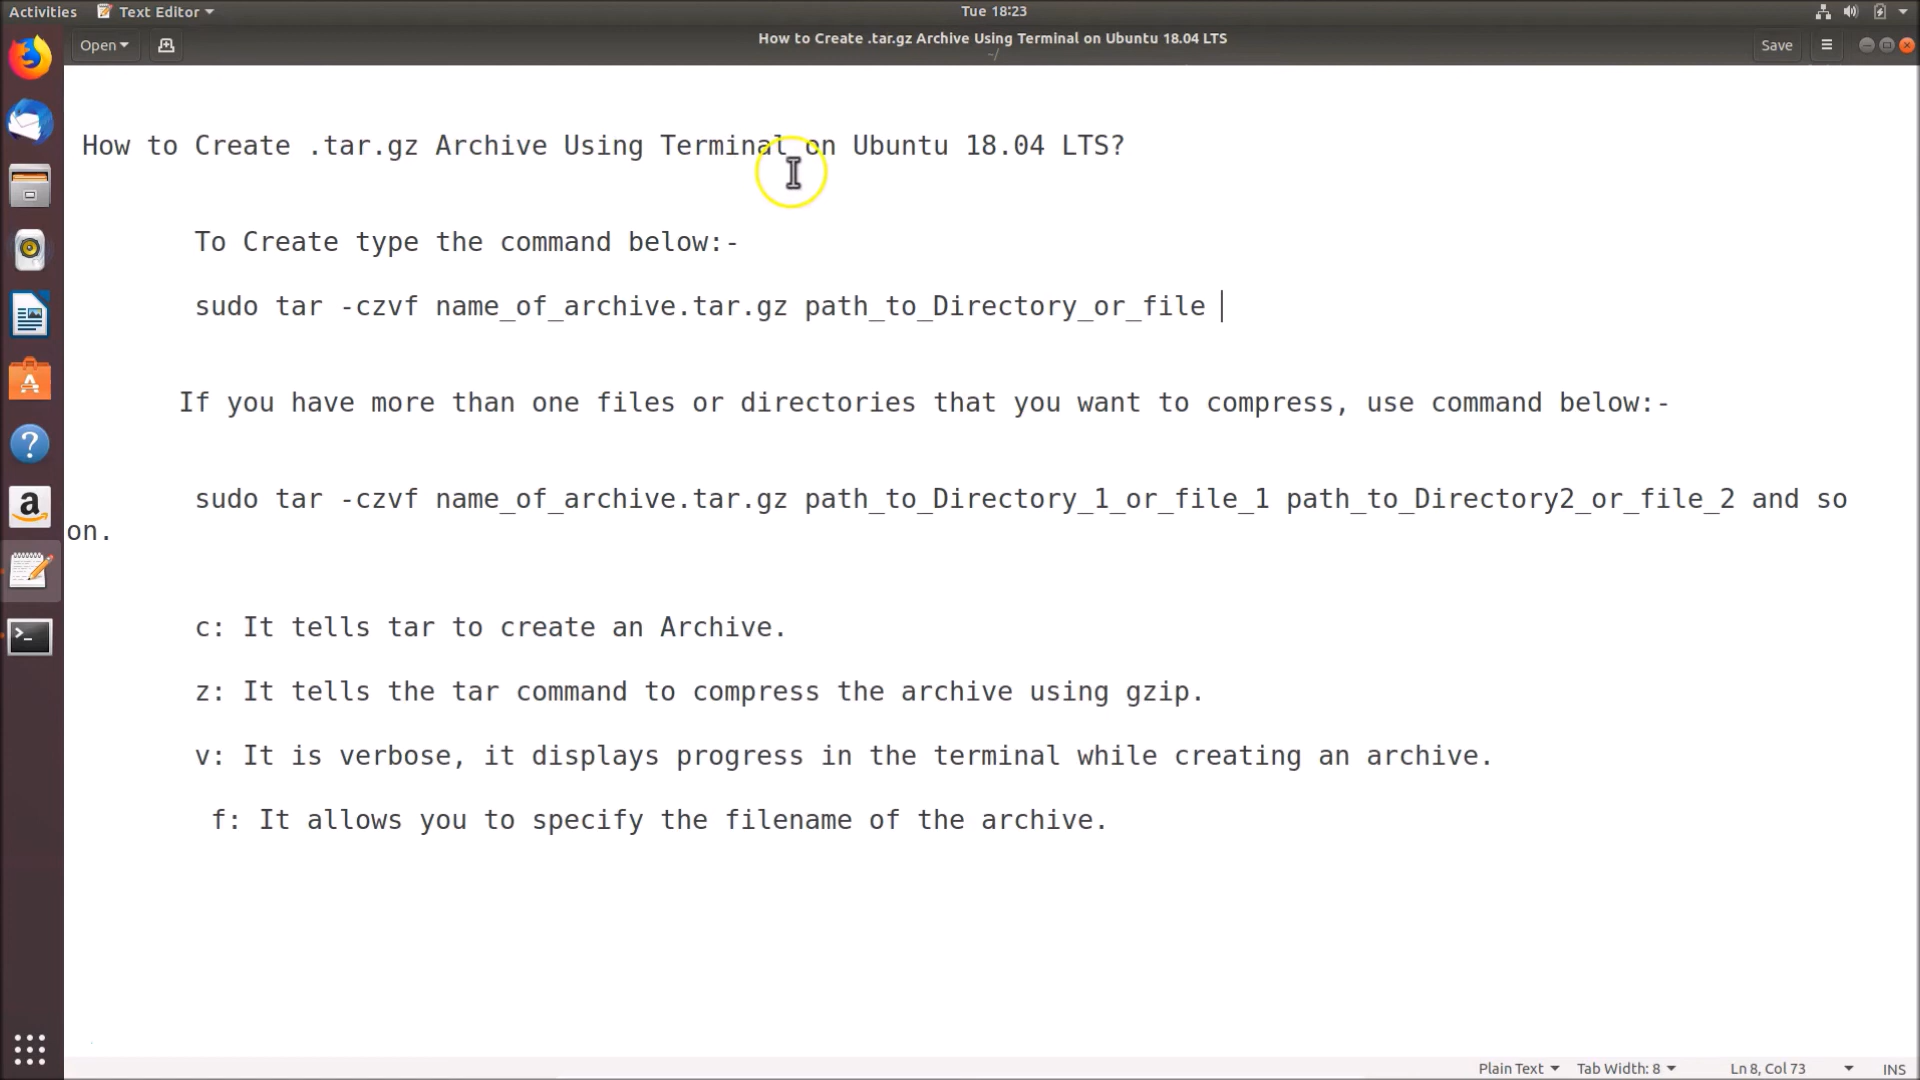 Activities Text Editor Tue 18:23
Open How to Create .tar.gz Archive Using Terminal on Ubuntu 18.04 LTS Save
~/
How to Create .tar.gz Archive Using Terminal on Ubuntu 18.04 LTS?
To Create type the command below:-
sudo tar -czvf name_of_archive.tar.gz path_to_Directory_or_file
If you have more than one files or directories that you want to compress, use command below:-
sudo tar -czvf name_of_archive.tar.gz path_to_Directory_1_or_file_1 path_to_Directory2_or_file_2 and so
on.
c: It tells tar to create an Archive.
z: It tells the tar command to compress the archive using gzip.
v: It is verbose, it displays progress in the terminal while creating an archive.
f: It allows you to specify the filename of the archive.
Plain Text Tab Width: 8 Ln 8, Col 73 INS